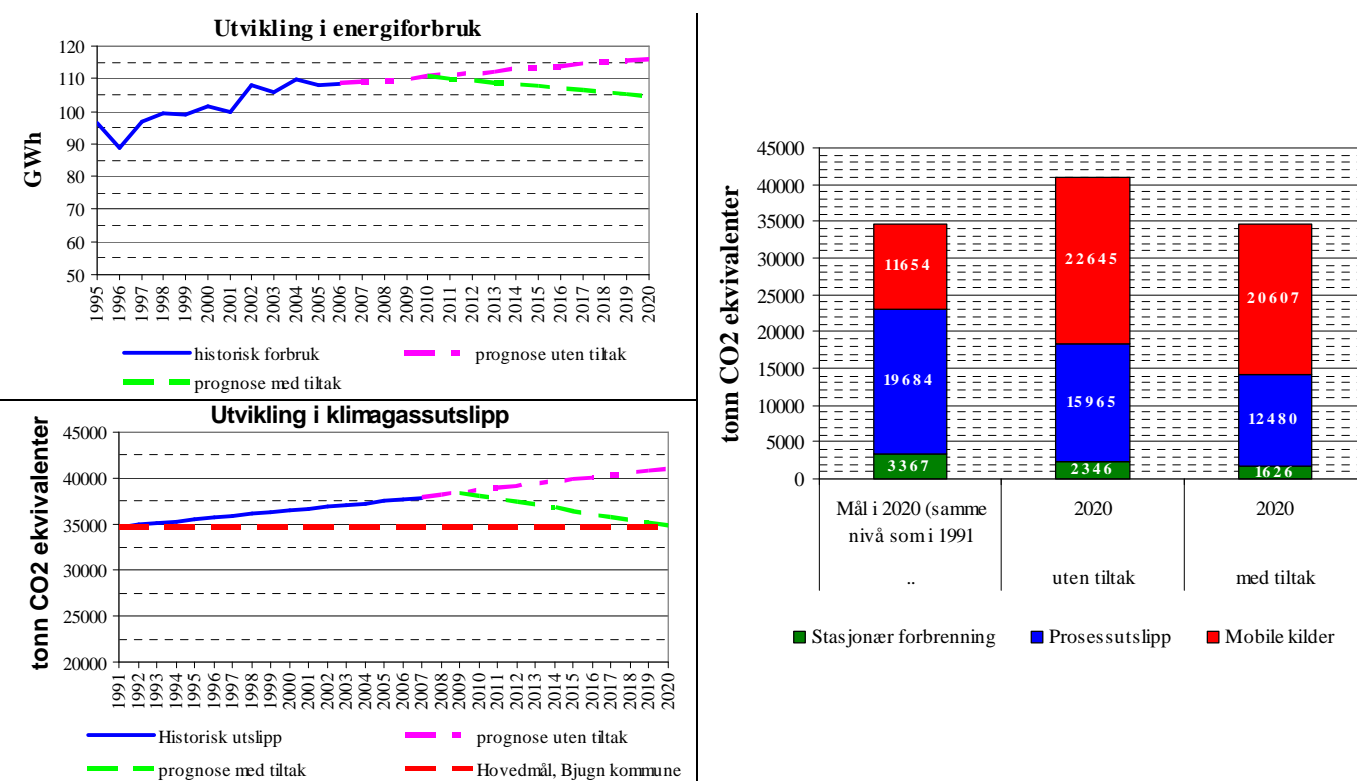 Utvikling i energiforbruk
GWh
120
110
100
90
80
70
60
50
1995 1996 1997 1998 1999 2000 2001 2002 2003 2004 2005 2006 2007 2008 2009 2010 2011 2012 2013 2014 2015 2016 2017 2018 2019 2020
historisk forbruk prognose uten tiltak
prognose med tiltak
Utvikling i klimagassutslipp
tonn CO2 ekvivalenter
45000
40000
35000
30000
25000
20000
1991 1992 1993 1994 1995 1996 1997 1998 1999 2000 2001 2002 2003 2004 2005 2006 2007 2008 2009 2010 2011 2012 2013 2014 2015 2016 2017 2018 2019 2020
Historisk utslipp prognose uten tiltak
prognose med tiltak Hovedmål, Bjugn kommune
tonn CO2 ekvivalenter
45000
40000
35000
30000
25000
20000
15000
10000
5000
0
11654
19684
3367
22645
15965
2346
20607
12480
1626
Mål i 2020 (samme
nivå som i 1991
2020
2020
..
uten tiltak
med tiltak
Stasjonær forbrenning Prosessutslipp Mobile kilder